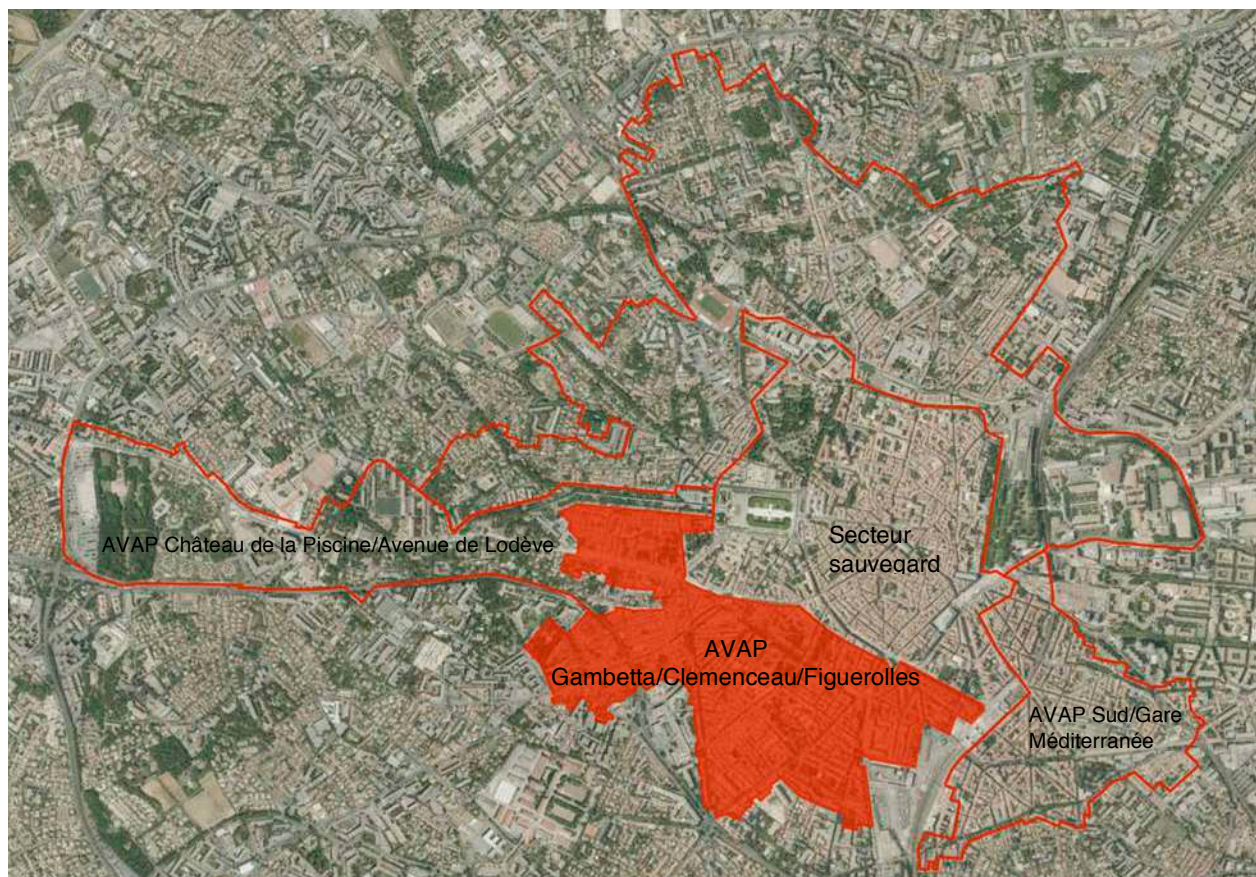 Secteur
sauvegard
AVAP Château de la Piscine/Avenue de Lodève
AVAP
Gambetta/Clemenceau/Figuerolles
AVAP Sud/Gare
Méditerranée